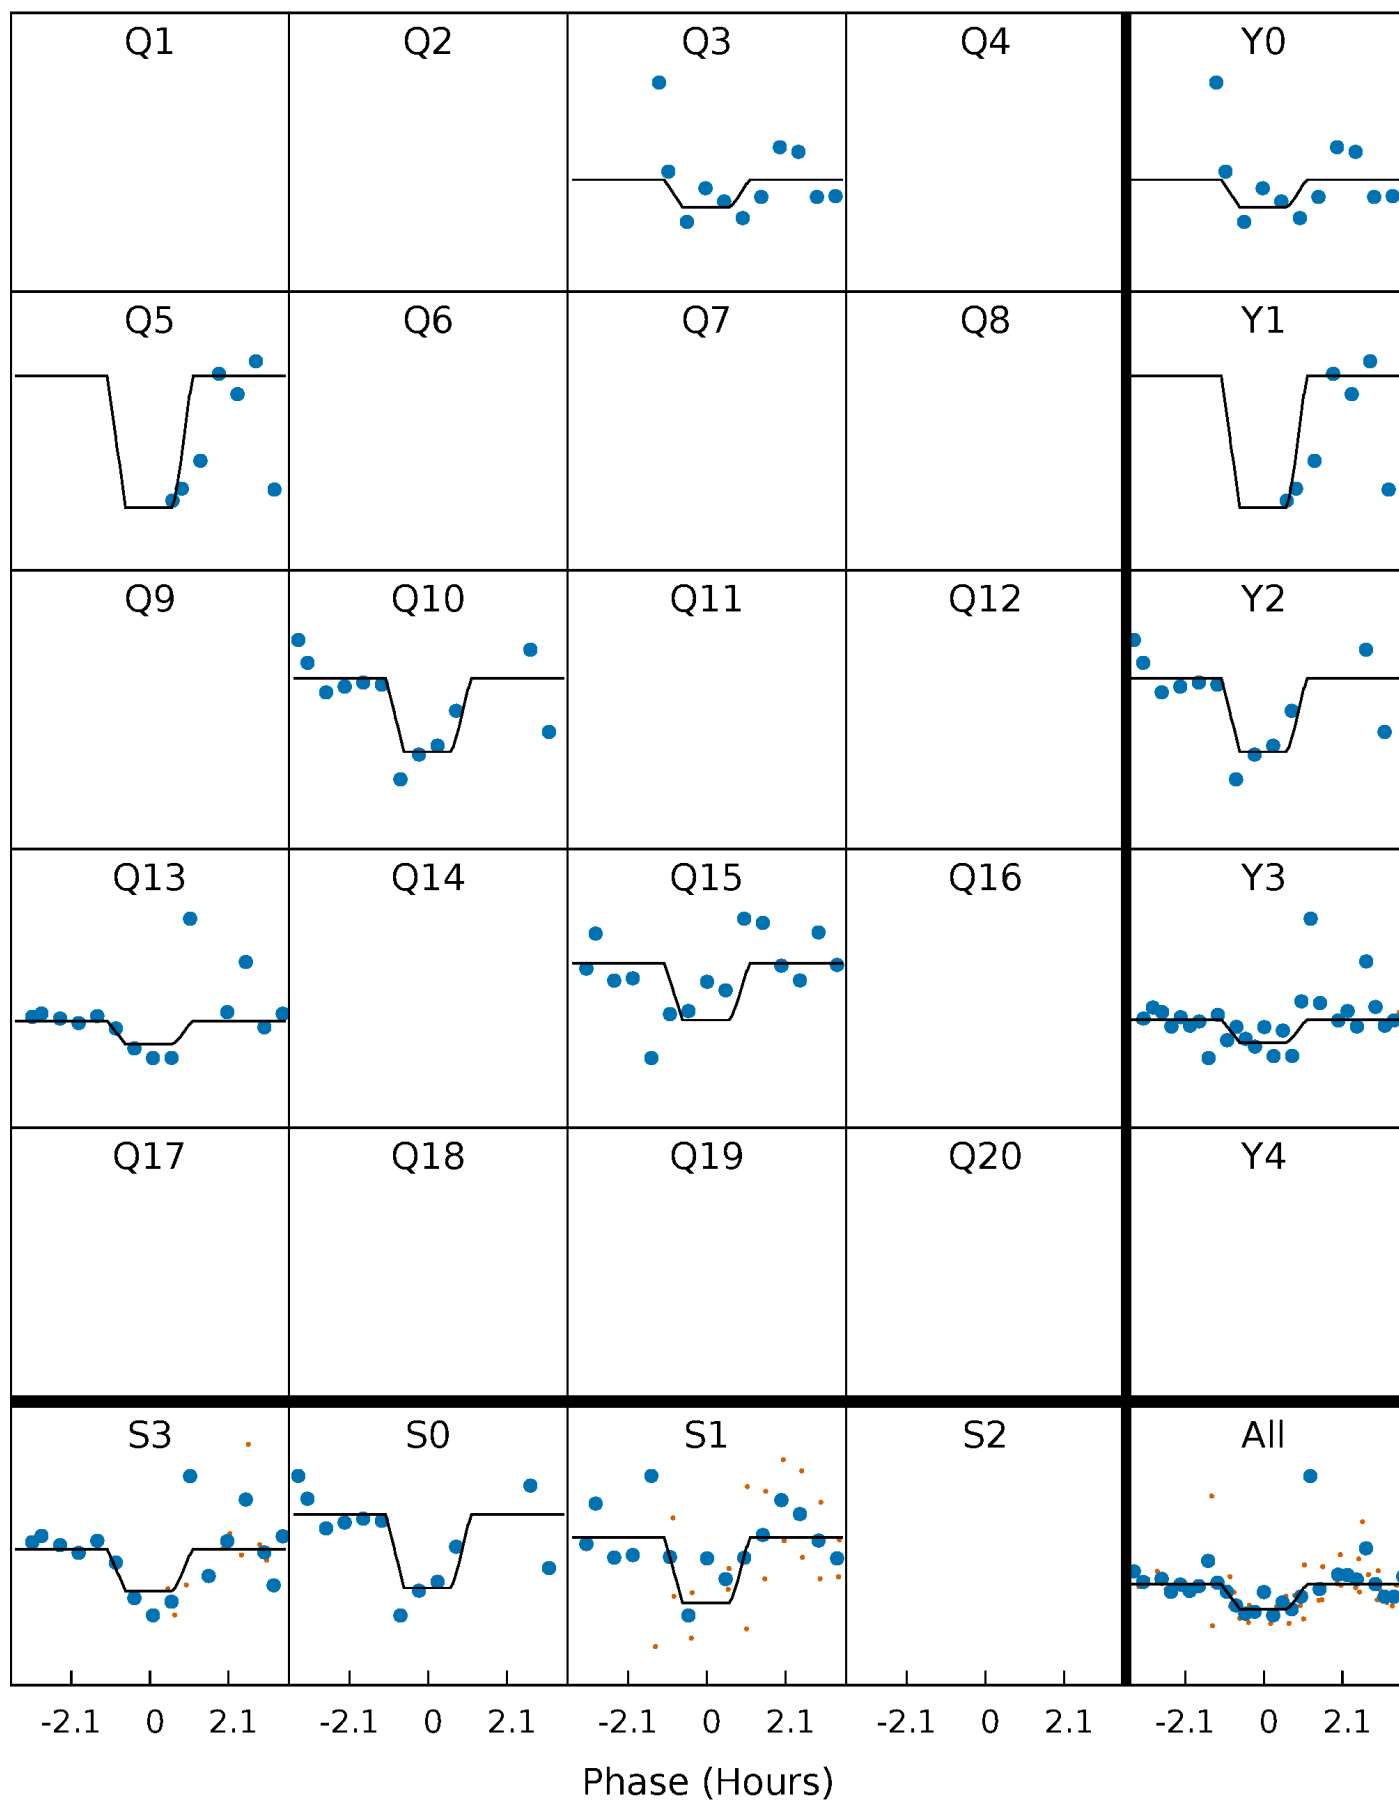 Q1 Q2 Q3 Q4 Y0
Q5 Q6 Q7 Q8 Y1
Q9 Q10 Q11 Q12 Y2
Q13 Q14 Q15 Q16 Y3
Q17 Q18 Q19 Q20 Y4
S3 S0 S1 S2 All
-2.1 0 2.1 -2.1 0 2.1 -2.1 0 2.1 -2.1 0 2.1 -2.1 0 2.1
Phase (Hours)